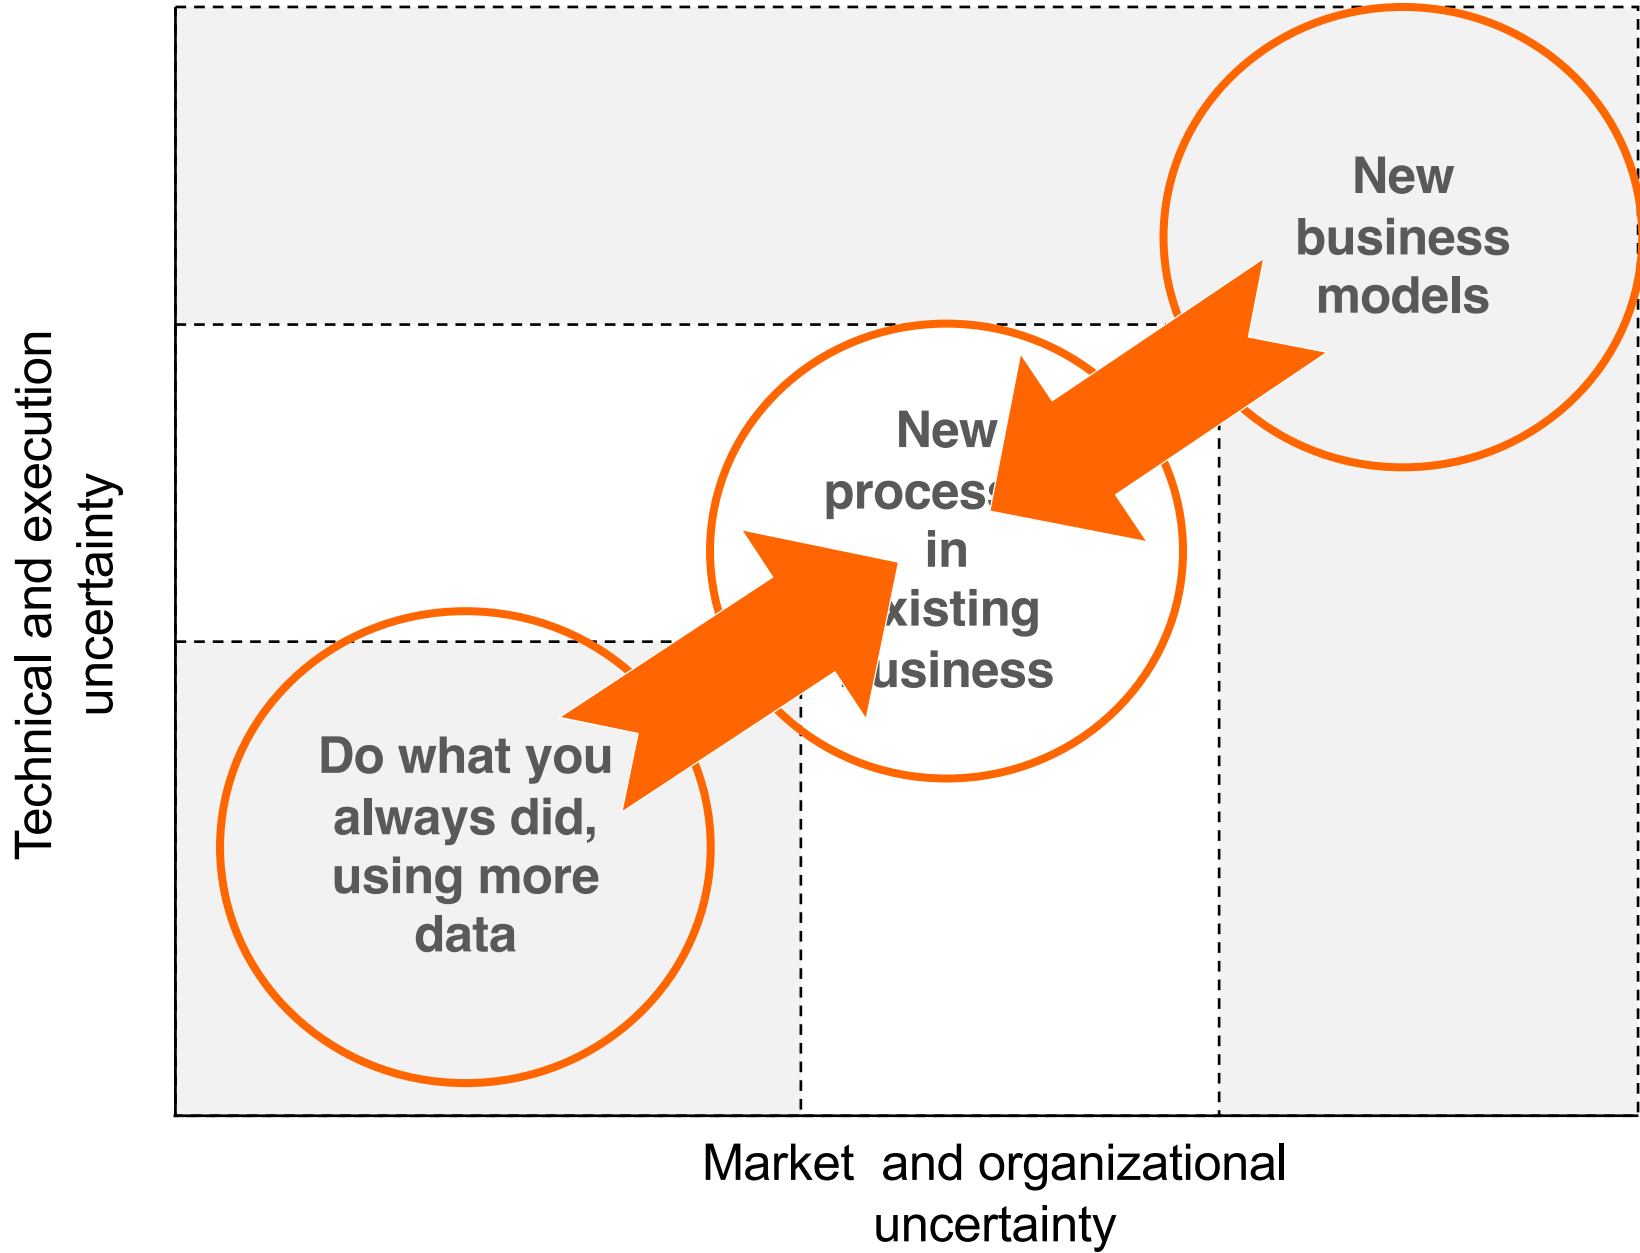 Technical and execution
uncertainty
New
business
models
New
in
Do what you
always did,
using more
data
Market and organizational
uncertainty